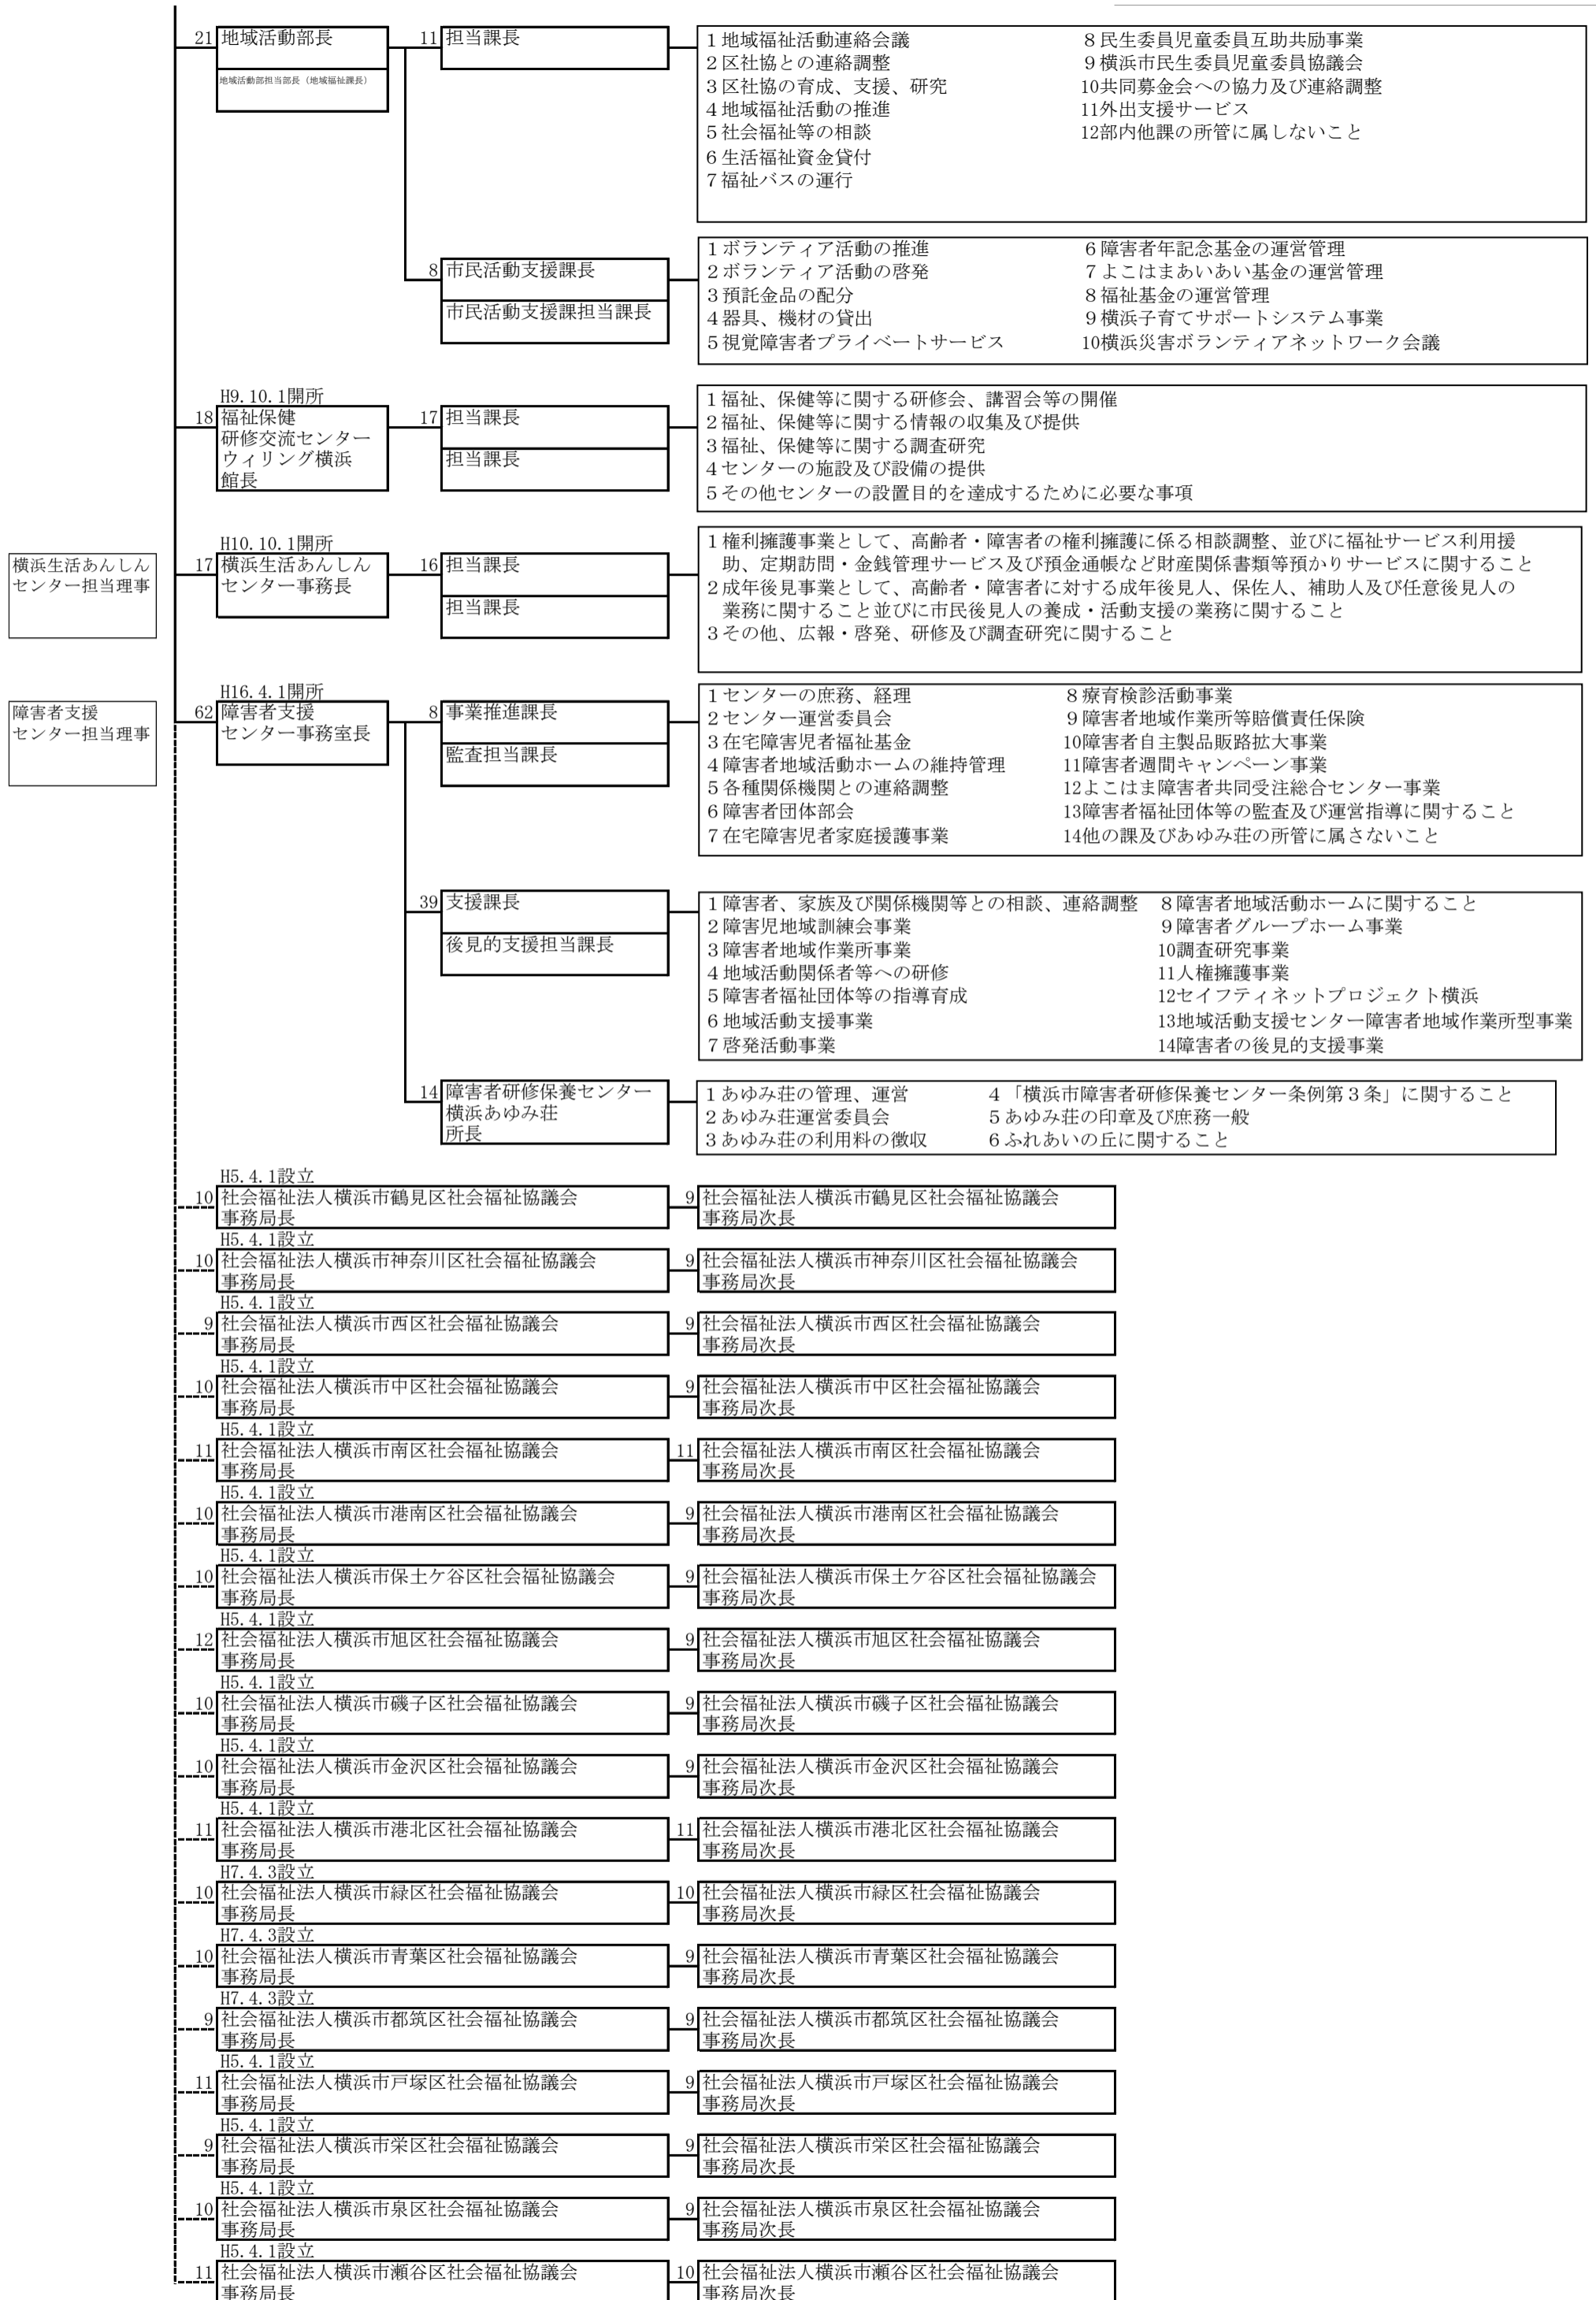 21 地域活動部長
地域活動部担当部長（地域福祉課長）
11 担当課長
1 地域福祉活動連絡会議
2 区社協との連絡調整
3 区社協の育成、支援、研究
4 地域福祉活動の推進
5 社会福祉等の相談
6 生活福祉資金貸付
7 福祉バスの運行
8 民生委員児童委員互助共励事業
9 横浜市民生委員児童委員協議会
10共同募金会への協力及び連絡調整
11外出支援サービス
12部内他課の所管に属しないこと
8 市民活動支援課長
市民活動支援課担当課長
1 ボランティア活動の推進
2 ボランティア活動の啓発
3 預託金品の配分
4 器具、機材の貸出
5 視覚障害者プライベートサービス
6 障害者年記念基金の運営管理
7 よこはまあいあい基金の運営管理
8 福祉基金の運営管理
9 横浜子育てサポートシステム事業
10横浜災害ボランティアネットワーク会議
H9.10.1開所
18 福祉保健
研修交流センター
ウィリング横浜
館長
17 担当課長
担当課長
1 福祉、保健等に関する研修会、講習会等の開催
2 福祉、保健等に関する情報の収集及び提供
3 福祉、保健等に関する調査研究
4 センターの施設及び設備の提供
5 その他センターの設置目的を達成するために必要な事項
横浜生活あんしん
センター担当理事
H10.10.1開所
17 横浜生活あんしん
センター事務長
16 担当課長
担当課長
1 権利擁護事業として、高齢者・障害者の権利擁護に係る相談調整、並びに福祉サービス利用援
助、定期訪問・金銭管理サービス及び預金通帳など財産関係書類等預かりサービスに関すること
2 成年後見事業として、高齢者・障害者に対する成年後見人、保佐人、補助人及び任意後見人の
業務に関すること並びに市民後見人の養成・活動支援の業務に関すること
3 その他、広報・啓発、研修及び調査研究に関すること
障害者支援
センター担当理事
H16.4.1開所
62 障害者支援
センター事務室長
8 事業推進課長
監査担当課長
1 センターの庶務、経理
2 センター運営委員会
3 在宅障害児者福祉基金
4 障害者地域活動ホームの維持管理
5 各種関係機関との連絡調整
6 障害者団体部会
7 在宅障害児者家庭援護事業
8 療育検診活動事業
9 障害者地域作業所等賠償責任保険
10障害者自主製品販路拡大事業
11障害者週間キャンペーン事業
12よこはま障害者共同受注総合センター事業
13障害者福祉団体等の監査及び運営指導に関すること
14他の課及びあゆみ荘の所管に属さないこと
39 支援課長
後見的支援担当課長
1 障害者、家族及び関係機関等との相談、連絡調整
2 障害児地域訓練会事業
3 障害者地域作業所事業
4 地域活動関係者等への研修
5 障害者福祉団体等の指導育成
6 地域活動支援事業
7 啓発活動事業
8 障害者地域活動ホームに関すること
9 障害者グループホーム事業
10調査研究事業
11人権擁護事業
12セイフティネットプロジェクト横浜
13地域活動支援センター障害者地域作業所型事業
14障害者の後見的支援事業
14 障害者研修保養センター
横浜あゆみ荘
所長
1 あゆみ荘の管理、運営
2 あゆみ荘運営委員会
3 あゆみ荘の利用料の徴収
4 「横浜市障害者研修保養センター条例第３条」に関すること
5 あゆみ荘の印章及び庶務一般
6 ふれあいの丘に関すること
H5.4.1設立
10 社会福祉法人横浜市鶴見区社会福祉協議会
事務局長
9 社会福祉法人横浜市鶴見区社会福祉協議会
事務局次長
H5.4.1設立
10 社会福祉法人横浜市神奈川区社会福祉協議会
事務局長
9 社会福祉法人横浜市神奈川区社会福祉協議会
事務局次長
H5.4.1設立
9 社会福祉法人横浜市西区社会福祉協議会
事務局長
9 社会福祉法人横浜市西区社会福祉協議会
事務局次長
H5.4.1設立
10 社会福祉法人横浜市中区社会福祉協議会
事務局長
9 社会福祉法人横浜市中区社会福祉協議会
事務局次長
H5.4.1設立
11 社会福祉法人横浜市南区社会福祉協議会
事務局長
11 社会福祉法人横浜市南区社会福祉協議会
事務局次長
H5.4.1設立
10 社会福祉法人横浜市港南区社会福祉協議会
事務局長
9 社会福祉法人横浜市港南区社会福祉協議会
事務局次長
H5.4.1設立
10 社会福祉法人横浜市保土ケ谷区社会福祉協議会
事務局長
9 社会福祉法人横浜市保土ケ谷区社会福祉協議会
事務局次長
H5.4.1設立
12 社会福祉法人横浜市旭区社会福祉協議会
事務局長
9 社会福祉法人横浜市旭区社会福祉協議会
事務局次長
H5.4.1設立
10 社会福祉法人横浜市磯子区社会福祉協議会
事務局長
9 社会福祉法人横浜市磯子区社会福祉協議会
事務局次長
H5.4.1設立
10 社会福祉法人横浜市金沢区社会福祉協議会
事務局長
9 社会福祉法人横浜市金沢区社会福祉協議会
事務局次長
H5.4.1設立
11 社会福祉法人横浜市港北区社会福祉協議会
事務局長
11 社会福祉法人横浜市港北区社会福祉協議会
事務局次長
H7.4.3設立
10 社会福祉法人横浜市緑区社会福祉協議会
事務局長
10 社会福祉法人横浜市緑区社会福祉協議会
事務局次長
H7.4.3設立
10 社会福祉法人横浜市青葉区社会福祉協議会
事務局長
9 社会福祉法人横浜市青葉区社会福祉協議会
事務局次長
H7.4.3設立
9 社会福祉法人横浜市都筑区社会福祉協議会
事務局長
9 社会福祉法人横浜市都筑区社会福祉協議会
事務局次長
H5.4.1設立
11 社会福祉法人横浜市戸塚区社会福祉協議会
事務局長
9 社会福祉法人横浜市戸塚区社会福祉協議会
事務局次長
H5.4.1設立
9 社会福祉法人横浜市栄区社会福祉協議会
事務局長
9 社会福祉法人横浜市栄区社会福祉協議会
事務局次長
H5.4.1設立
10 社会福祉法人横浜市泉区社会福祉協議会
事務局長
9 社会福祉法人横浜市泉区社会福祉協議会
事務局次長
H5.4.1設立
11 社会福祉法人横浜市瀬谷区社会福祉協議会
事務局長
10 社会福祉法人横浜市瀬谷区社会福祉協議会
事務局次長